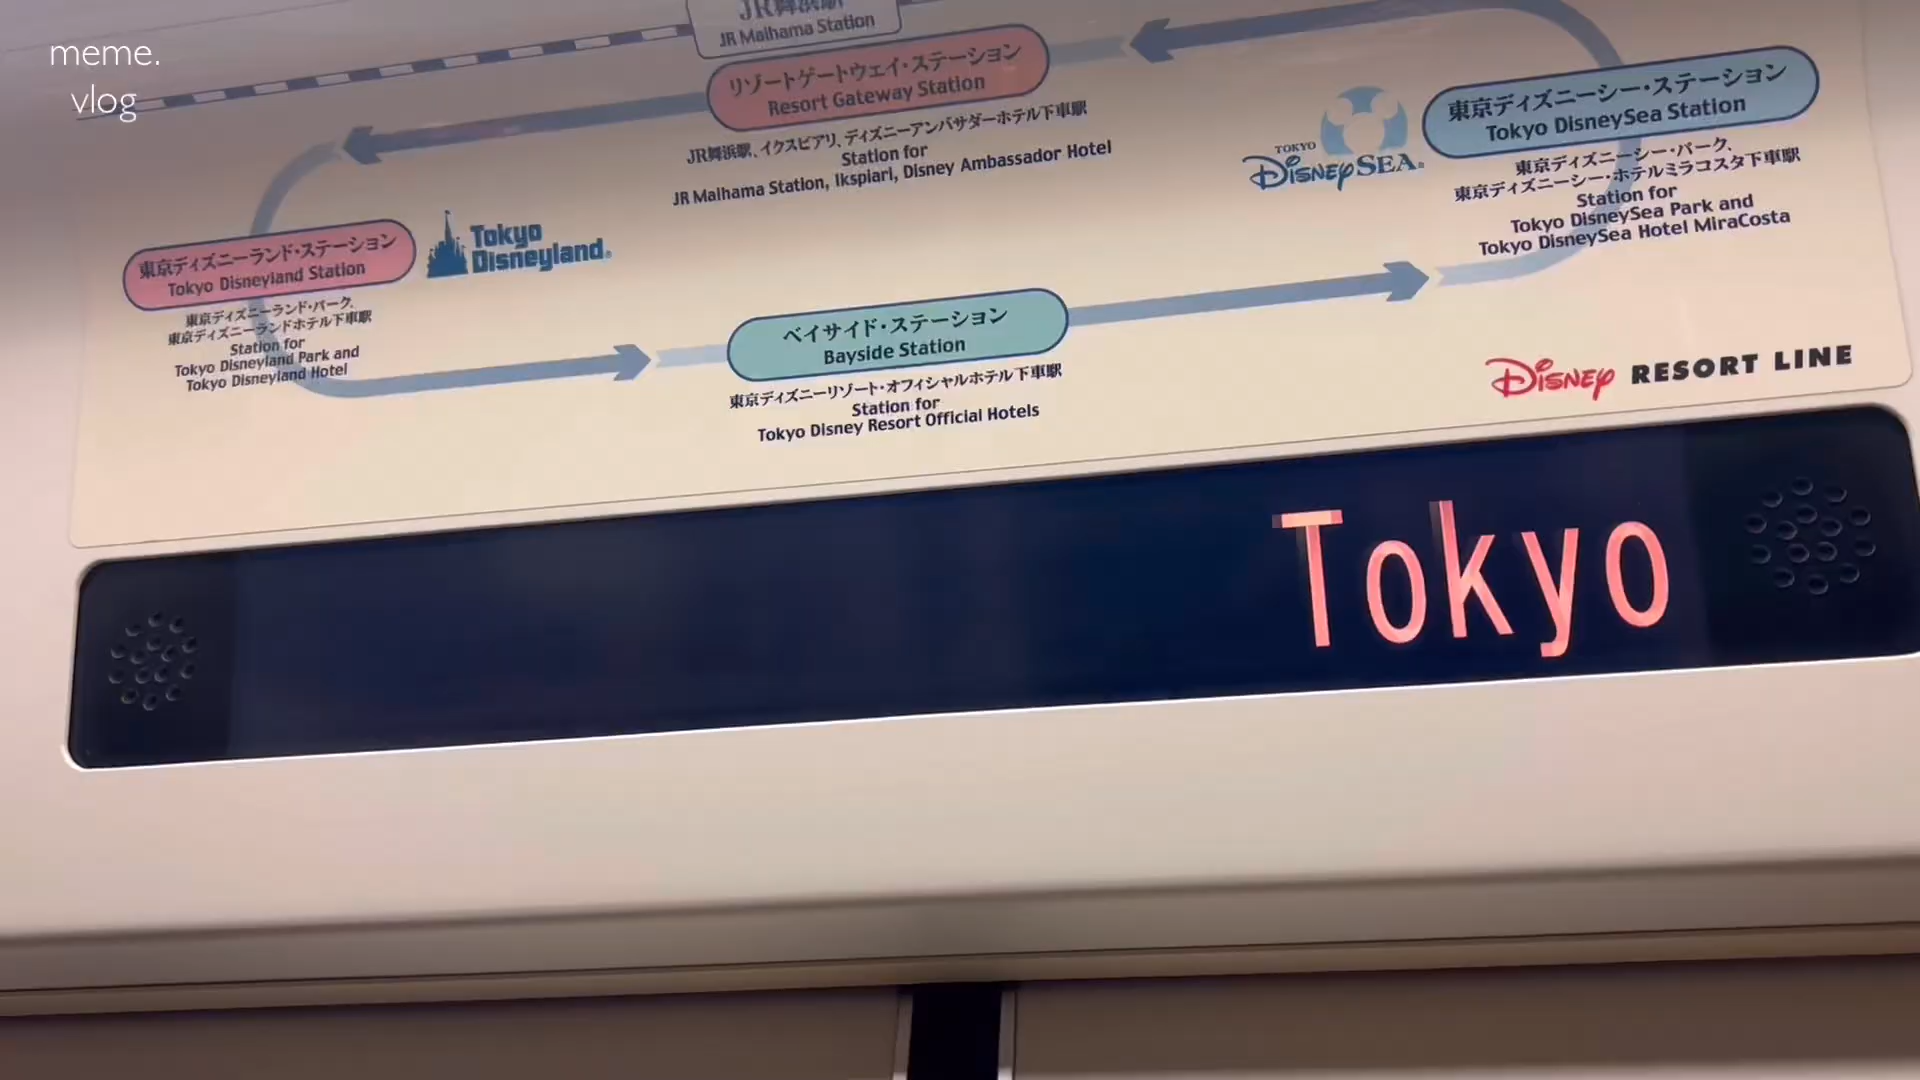 meme.
vlog
JR舞浜駅
JR Maihama Station
リゾートゲートウェイ・ステーション
Resort Gateway Station
JR舞浜駅、イクスピアリ、ディズニーアンバサダーホテル下車駅
Station for
JR Maihama Station, Ikspiari, Disney Ambassador Hotel
TOKYO
DISNEYSEA®
東京ディズニーシー・ステーション
Tokyo DisneySea Station
東京ディズニーシー・パーク、
東京ディズニーシー・ホテルミラコスタ下車駅
Station for
Tokyo DisneySea Park and
Tokyo DisneySea Hotel MiraCosta
東京ディズニーランド・ステーション
Tokyo Disneyland Station
Tokyo
Disneyland®
東京ディズニーランド・パーク、
東京ディズニーランドホテル下車駅
Station for
Tokyo Disneyland Park and
Tokyo Disneyland Hotel
ベイサイド・ステーション
Bayside Station
東京ディズニーリゾート・オフィシャルホテル下車駅
Station for
Tokyo Disney Resort Official Hotels
DISNEY RESORT LINE
Tokyo